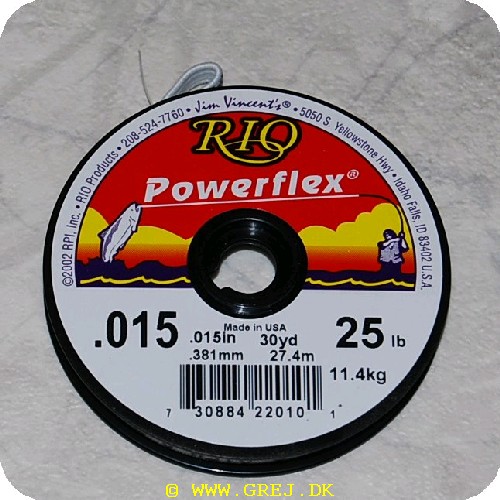 ©2002 RPI, Inc. • RIO Products • 208-524-7760 • Jim Vincent's® • 5050 S. Yellowstone Hwy • Idaho Falls, ID 83402 U.S.A.
RIO
Powerflex®
Made in USA
.015 .015in 30yd 25 lb
.381mm 27.4m
11.4kg
7 30884 22010 1
© WWW.GREJ.DK